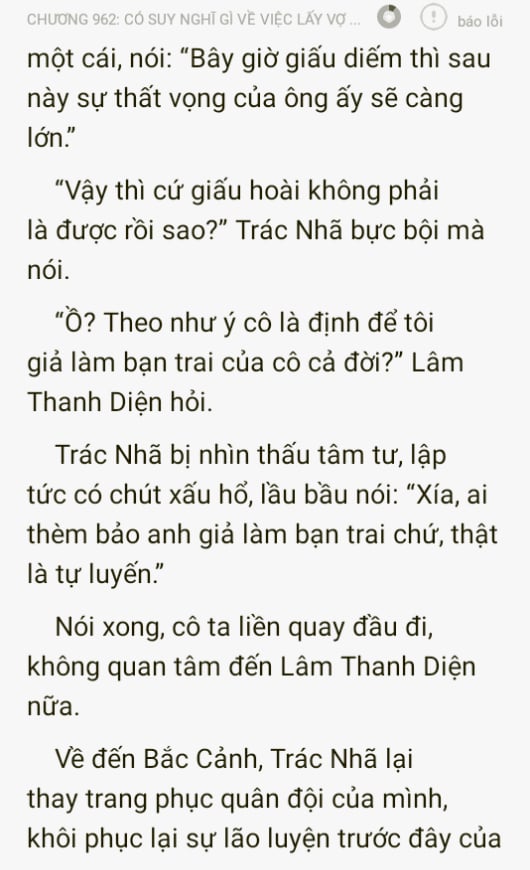 CHƯƠNG 962: CÓ SUY NGHĨ GÌ VỀ VIỆC LẤY VỢ ... báo lỗi
một cái, nói: “Bây giờ giấu diếm thì sau
này sự thất vọng của ông ấy sẽ càng
lớn.”
“Vậy thì cứ giấu hoài không phải
là được rồi sao?” Trác Nhã bực bội mà
nói.
“Ồ? Theo như ý cô là định để tôi
giả làm bạn trai của cô cả đời?” Lâm
Thanh Diện hỏi.
Trác Nhã bị nhìn thấu tâm tư, lập
tức có chút xấu hổ, lầu bầu nói: “Xía, ai
thèm bảo anh giả làm bạn trai chứ, thật
là tự luyến.”
Nói xong, cô ta liền quay đầu đi,
không quan tâm đến Lâm Thanh Diện
nữa.
Về đến Bắc Cảnh, Trác Nhã lại
thay trang phục quân đội của mình,
khôi phục lại sự lão luyện trước đây của